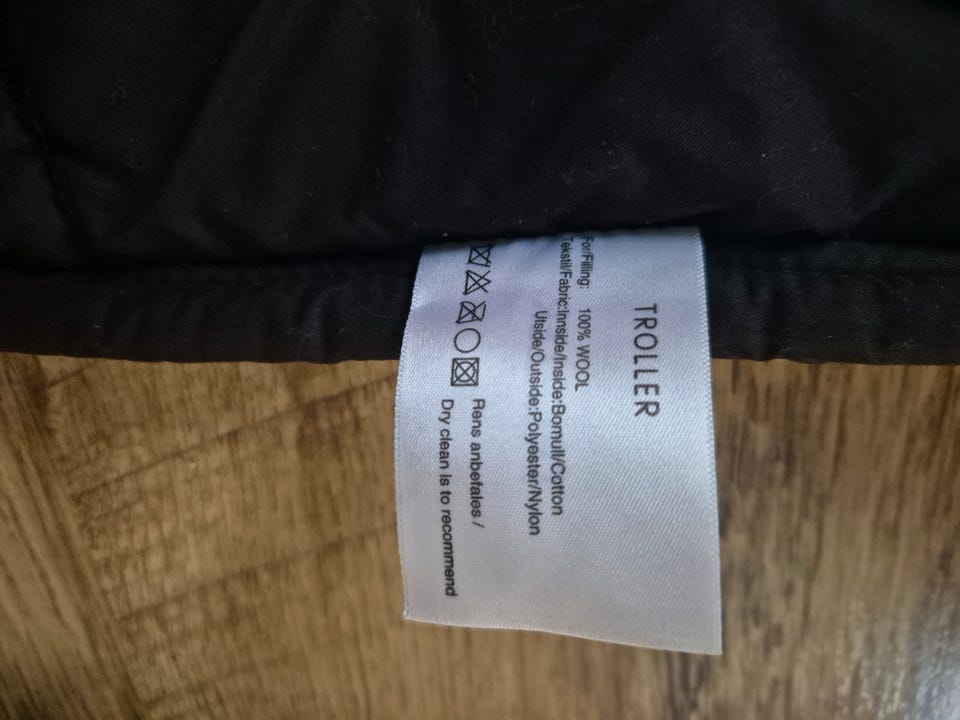 TROLLER
For/Filling: 100% WOOL
Tekstil/Fabric:Innside/Inside:Bomull/Cotton
Utside/Outside:Polyester/Nylon
Rens anbefales /
Dry clean is to recommend